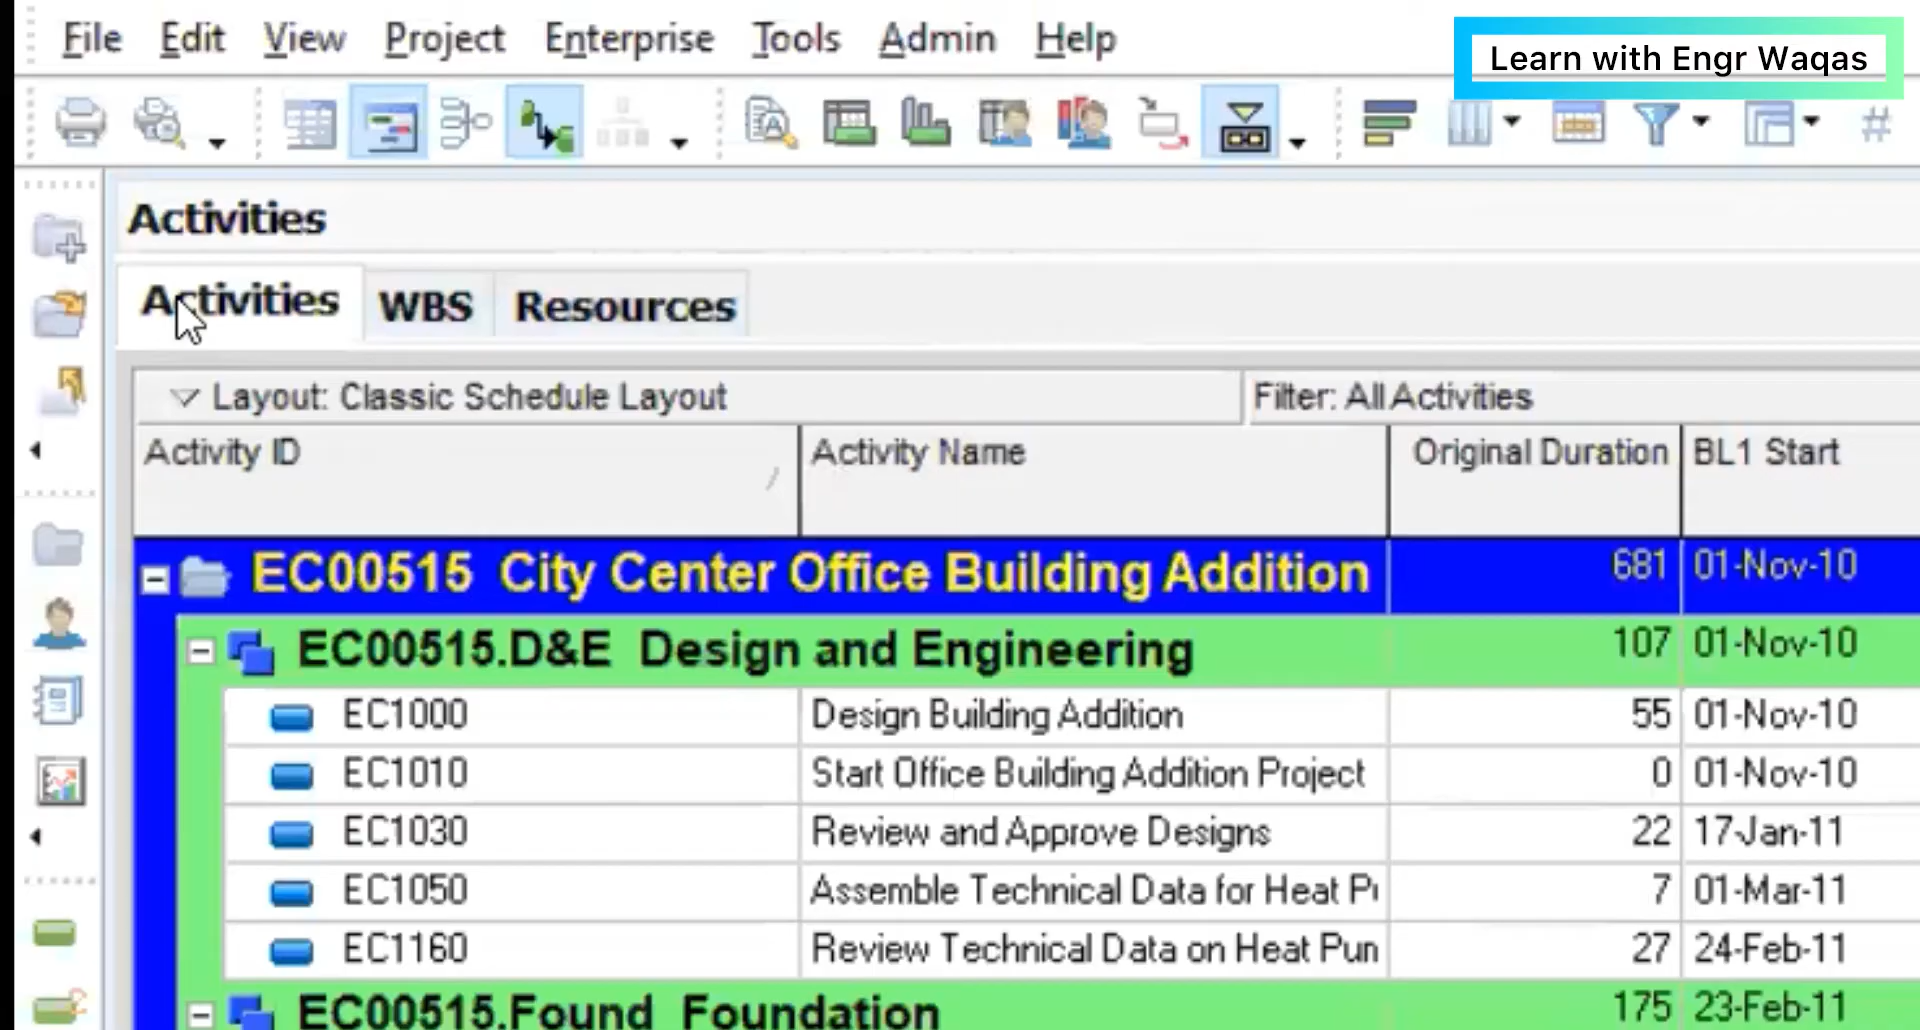 File Edit View Project Enterprise Tools Admin Help
Learn with Engr Waqas
Activities
Activities WBS Resources
Layout: Classic Schedule Layout Filter: All Activities
Activity ID Activity Name Original Duration BL1 Start
EC00515 City Center Office Building Addition 681 01-Nov-10
EC00515.D&E Design and Engineering 107 01-Nov-10
EC1000 Design Building Addition 55 01-Nov-10
EC1010 Start Office Building Addition Project 0 01-Nov-10
EC1030 Review and Approve Designs 22 17-Jan-11
EC1050 Assemble Technical Data for Heat 7 01-Mar-11
EC1160 Review Technical Data on Heat Pun 27 24-Feb-11
EC00515.Found Foundation 175 23-Feb-11